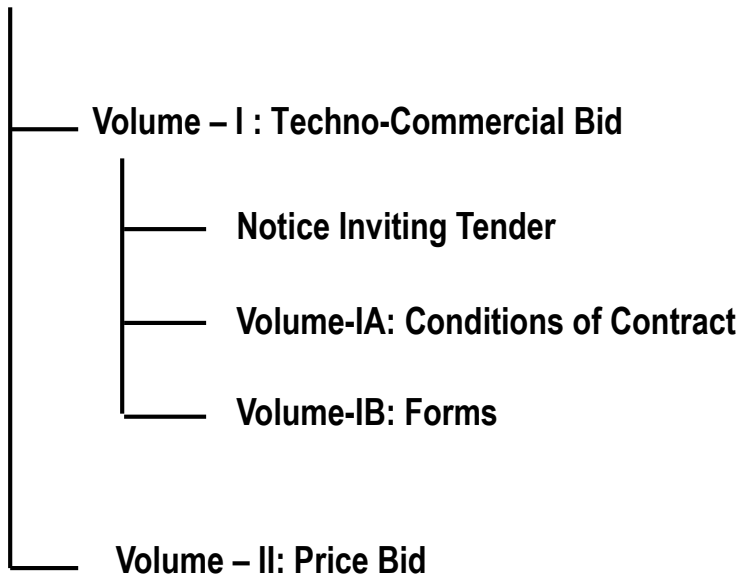 Volume – I : Techno-Commercial Bid
Notice Inviting Tender
Volume-IA: Conditions of Contract
Volume-IB: Forms
Volume – II: Price Bid